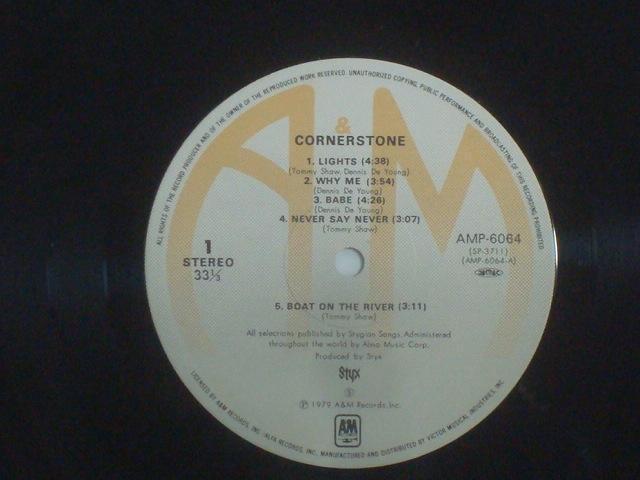 ALL RIGHTS OF THE RECORD PRODUCER AND OF THE OWNER OF THE REPRODUCED WORK RESERVED. UNAUTHORIZED COPYING, PUBLIC PERFORMANCE AND BROADCASTING OF THIS RECORD PROHIBITED
A&M
CORNERSTONE
1. LIGHTS (4:38)
(Tommy Shaw, Dennis De Young)
2. WHY ME (3:54)
(Dennis De Young)
3. BABE (4:26)
(Dennis De Young)
4. NEVER SAY NEVER (3:07)
(Tommy Shaw)
1
STEREO
33⅓
AMP-6064
(SP-3711)
(AMP-6064-A)
5. BOAT ON THE RIVER (3:11)
(Tommy Shaw)
All selections published by Stygian Songs. Administered
throughout the world by Almo Music Corp.
Produced by Styx
Styx
Ⓟ 1979 A&M Records, Inc.
A&M
LICENSED BY A&M RECORDS, INC./ALFA RECORDS, INC. MANUFACTURED AND DISTRIBUTED BY VICTOR MUSICAL INDUSTRIES, INC.